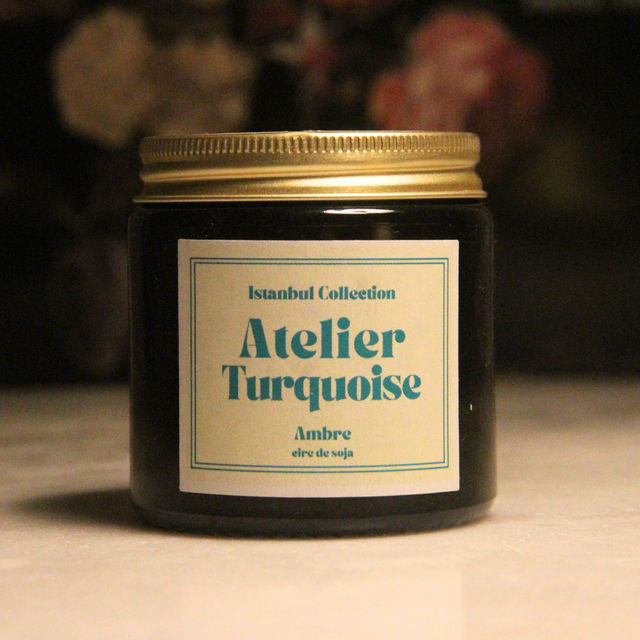 Istanbul Collection
Atelier
Turquoise
Ambre
cire de soja